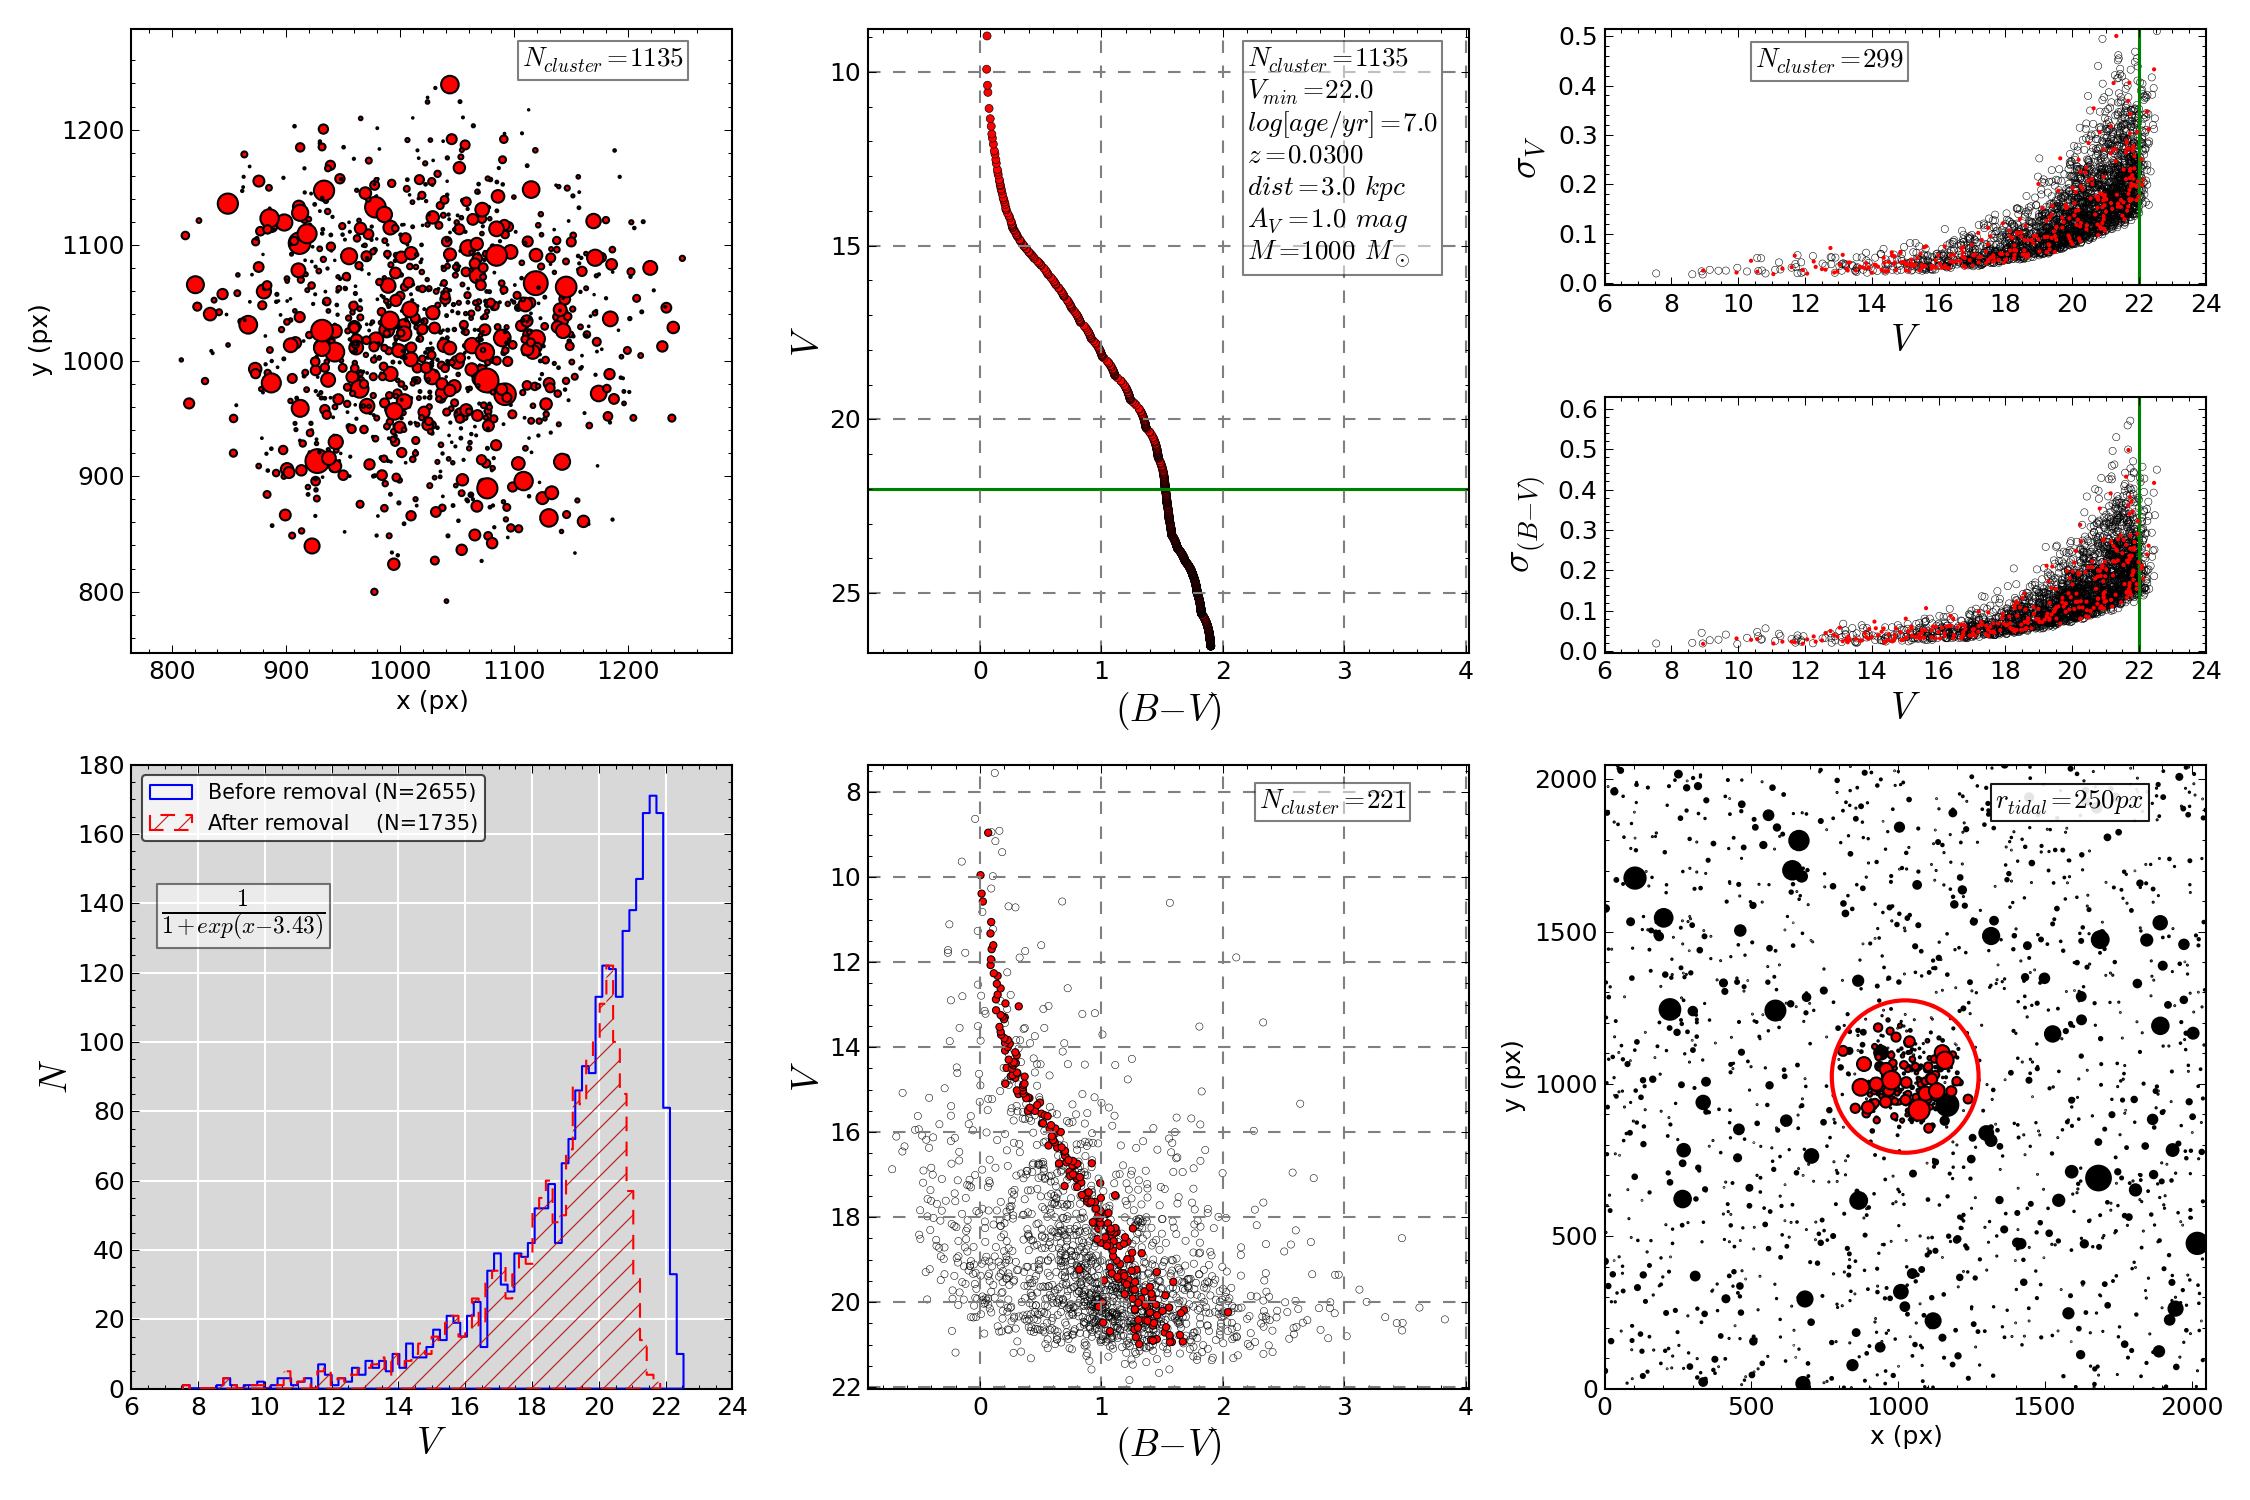 N_cluster=1135
1200
1100
1000
900
800
y (px)
800 900 1000 1100 1200
x (px)
N_cluster=1135
V_min=22.0
log[age/yr]=7.0
z=0.0300
dist=3.0 kpc
A_V=1.0 mag
M=1000 M_⊙
10
15
20
25
V
0 1 2 3 4
(B−V)
N_cluster=299
0.5
0.4
0.3
0.2
0.1
0.0
σ_V
6 8 10 12 14 16 18 20 22 24
V
0.6
0.5
0.4
0.3
0.2
0.1
0.0
σ_(B−V)
6 8 10 12 14 16 18 20 22 24
V
180
160
140
120
100
80
60
40
20
0
N
Before removal (N=2655)
After removal (N=1735)
1
1+exp(x−3.43)
6 8 10 12 14 16 18 20 22 24
V
N_cluster=221
8
10
12
14
16
18
20
22
V
0 1 2 3 4
(B−V)
r_tidal=250px
2000
1500
1000
500
0
y (px)
0 500 1000 1500 2000
x (px)